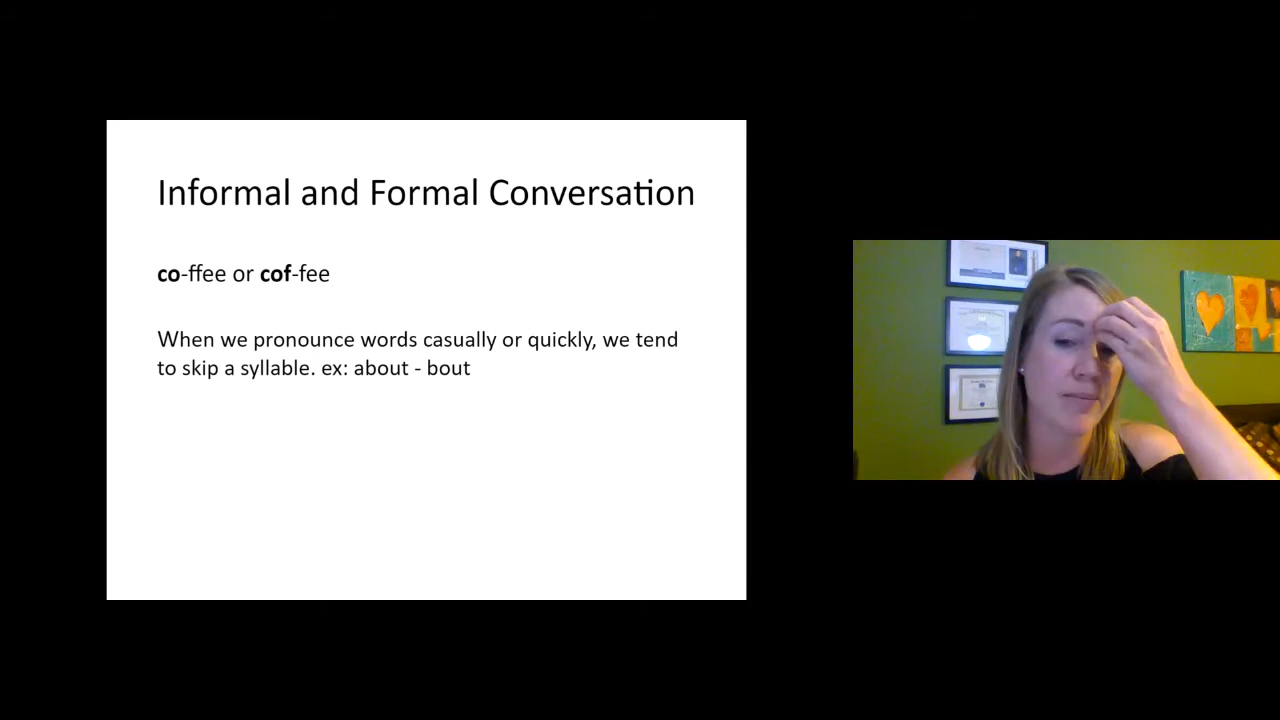 Informal and Formal Conversation
co-ffee or cof-fee
When we pronounce words casually or quickly, we tend
to skip a syllable. ex: about - bout